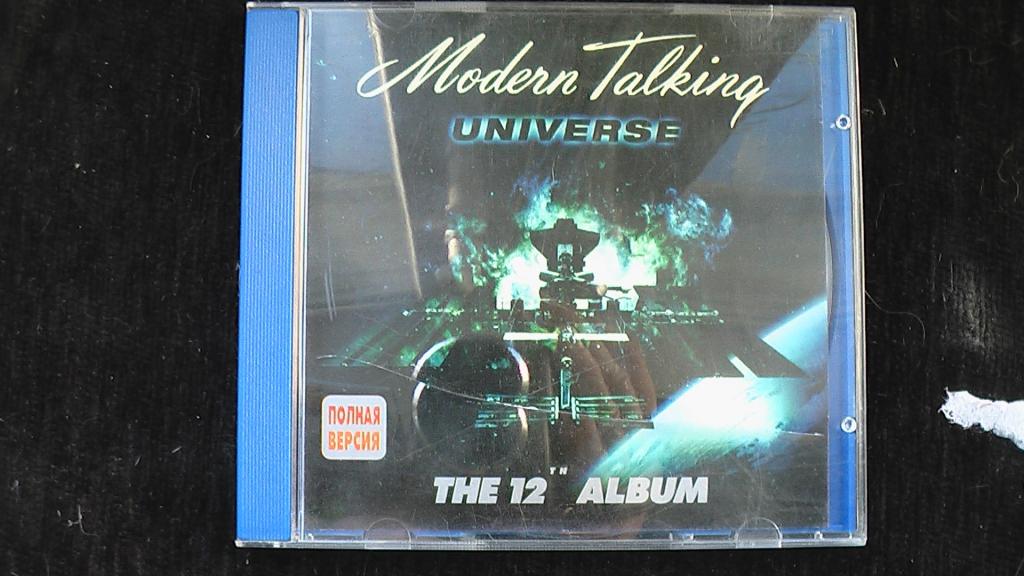 Modern Talking
UNIVERSE
ПОЛНАЯ
ВЕРСИЯ
THE 12TH ALBUM